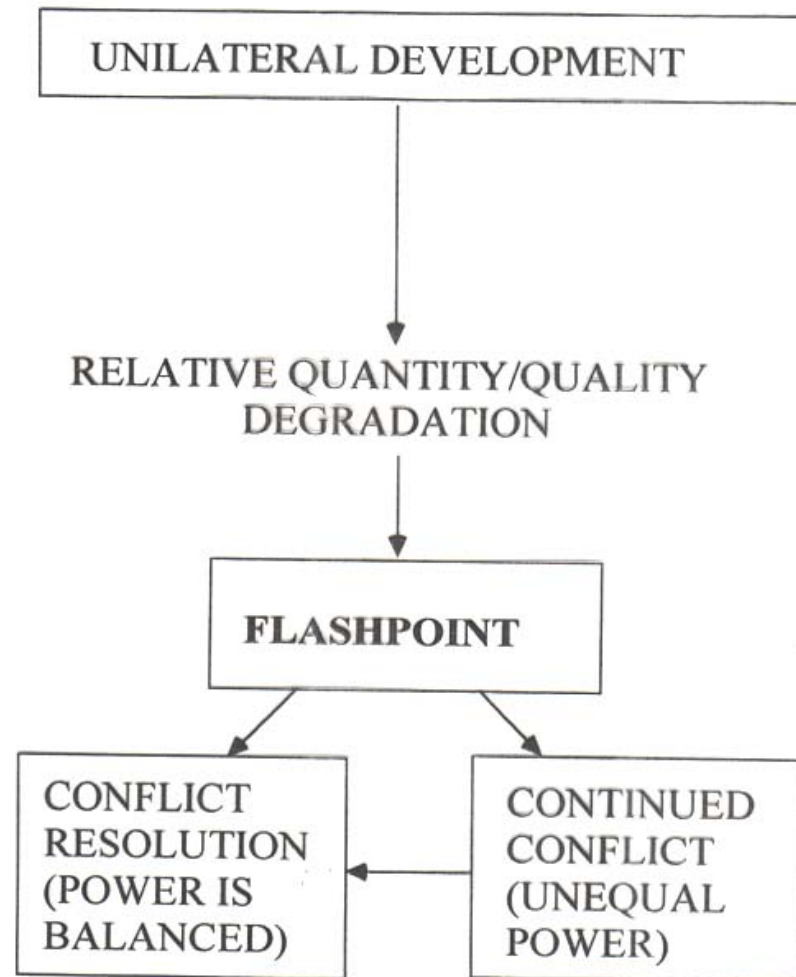 UNILATERAL DEVELOPMENT
RELATIVE QUANTITY/QUALITY
DEGRADATION
FLASHPOINT
CONFLICT
RESOLUTION
(POWER IS
BALANCED)
CONTINUED
CONFLICT
(UNEQUAL
POWER)